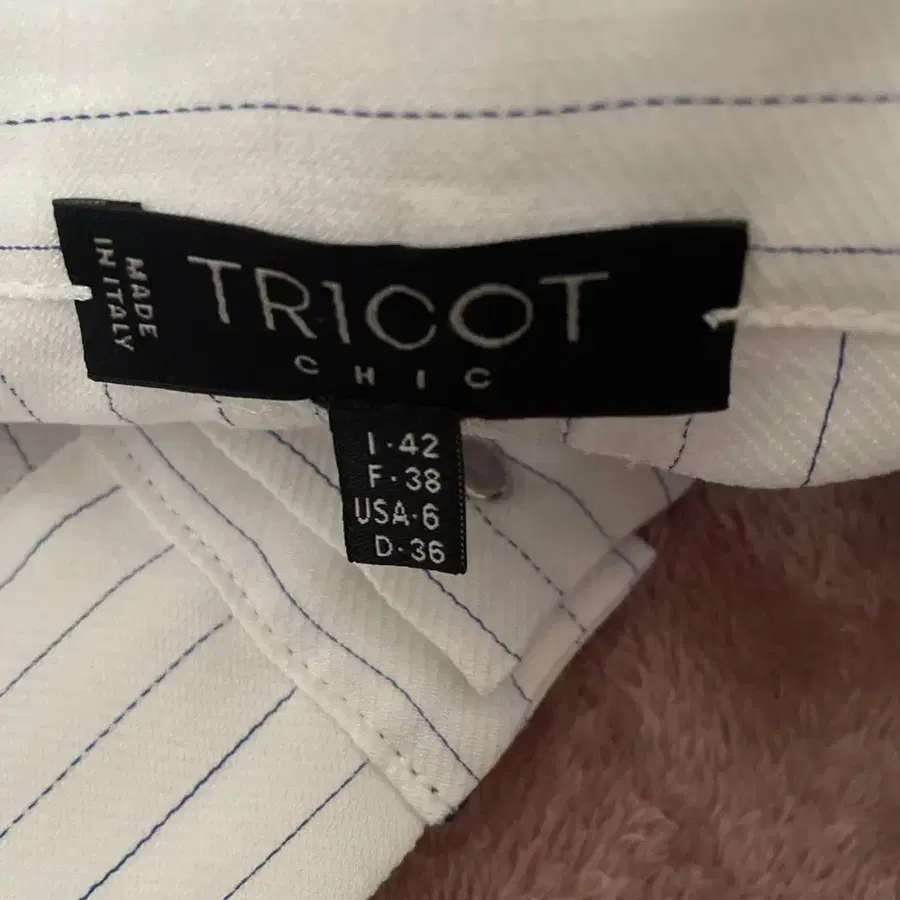 MADE
IN ITALY
TRICOT
CHIC
I·42
F·38
USA·6
D·36